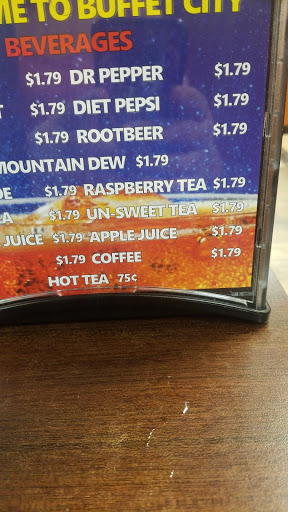 ME TO BUFFET CITY
BEVERAGES
$1.79 DR PEPPER $1.79
T $1.79 DIET PEPSI $1.79
$1.79 ROOTBEER $1.79
MOUNTAIN DEW $1.79
DE $1.79 RASPBERRY TEA $1.79
A $1.79 UN-SWEET TEA $1.79
JUICE $1.79 APPLE JUICE $1.79
$1.79 COFFEE $1.79
HOT TEA 75¢